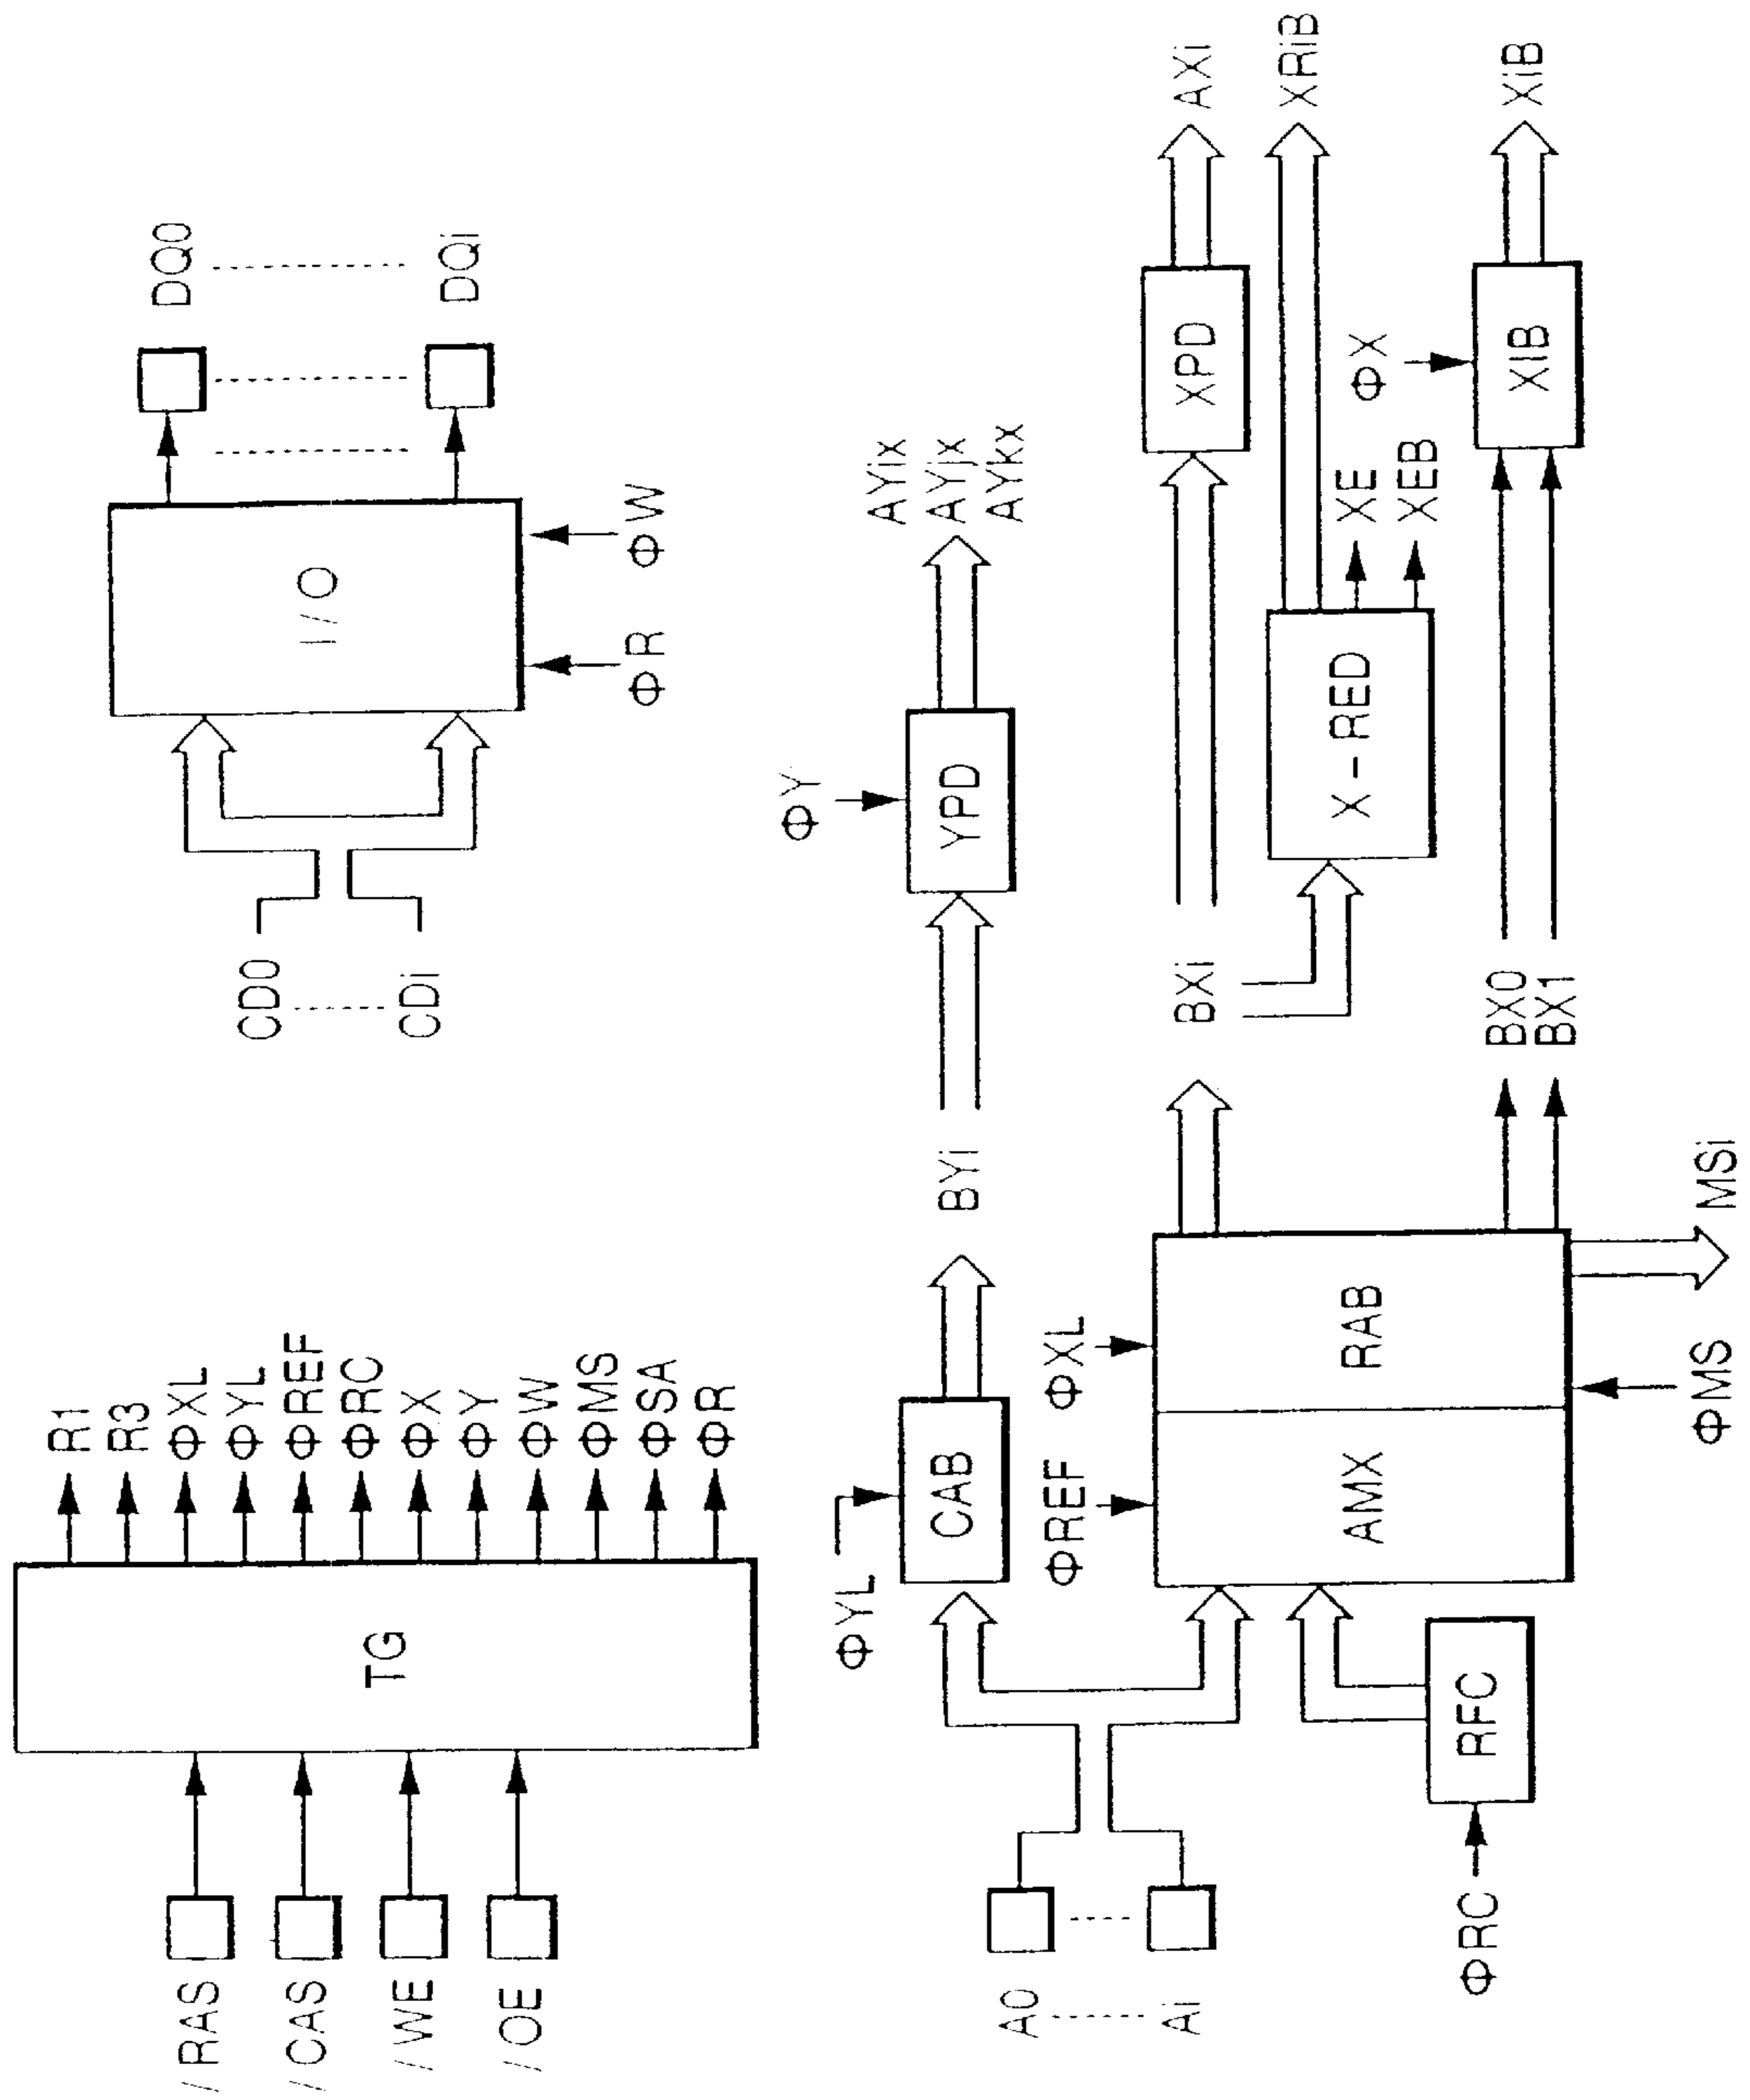 /RAS
/CAS
/WE
/OE
TG
R1
R3
ΦXL
ΦYL
ΦREF
ΦRC
ΦX
ΦY
ΦW
ΦMS
ΦSA
ΦR
CD0
CDi
I/O
ΦR
ΦW
DQ0
DQi
A0
Ai
ΦYL
CAB
BYi
ΦY
YPD
AYix
AYjx
AYkx
ΦREF
ΦXL
AMX
RAB
ΦRC
RFC
ΦMS
MSi
BXi
XPD
AXi
X-RED
XRiB
XE
XEB
BX0
BX1
ΦX
XIB
XiB